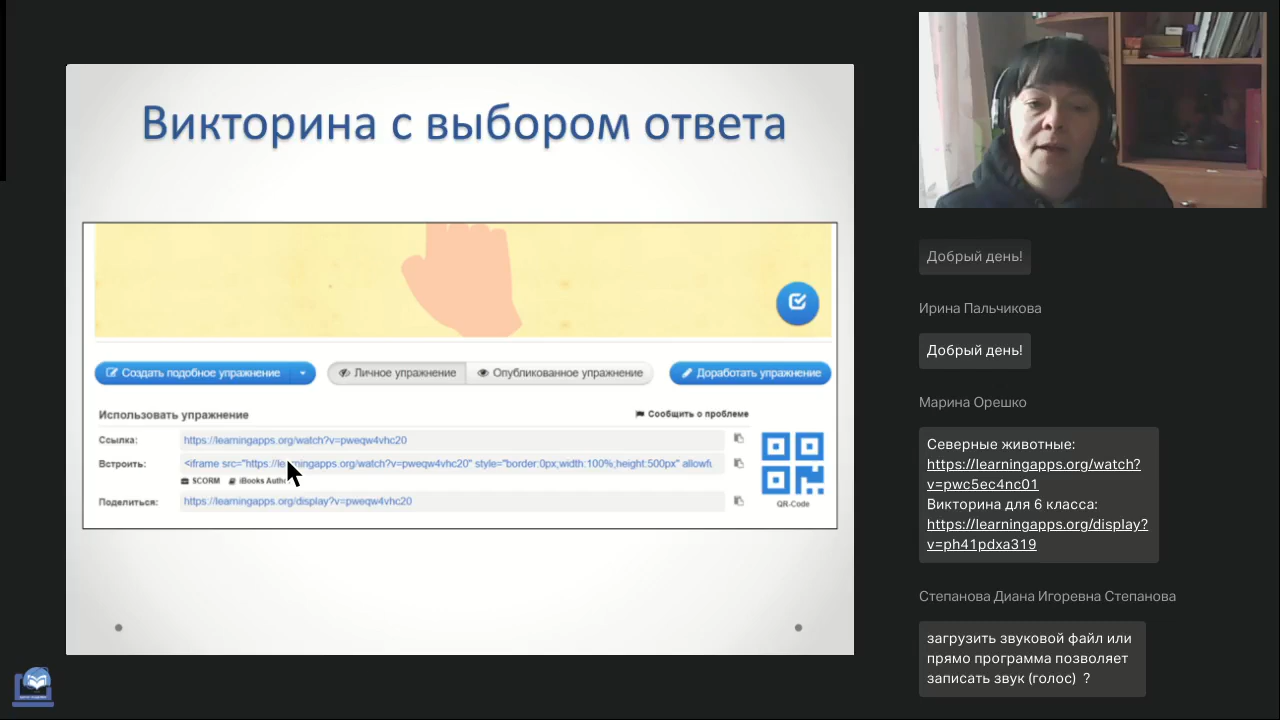 Викторина с выбором ответа
Создать подобное упражнение
Личное упражнение
Опубликованное упражнение
Доработать упражнение
Использовать упражнение
Сообщить о проблеме
Ссылка:
https://learningapps.org/watch?v=pweqw4vhc20
Встроить:
<iframe src="https://learningapps.org/watch?v=pweqw4vhc20" style="border:0px;width:100%;height:500px" allowfu
SCORM
iBooks Autho
Поделиться:
https://learningapps.org/display?v=pweqw4vhc20
QR-Code
Добрый день!
Ирина Пальчикова
Добрый день!
Марина Орешко
Северные животные:
https://learningapps.org/watch?
v=pwc5ec4nc01
Викторина для 6 класса:
https://learningapps.org/display?
v=ph41pdxa319
Степанова Диана Игоревна Степанова
загрузить звуковой файл или
прямо программа позволяет
записать звук (голос)  ?